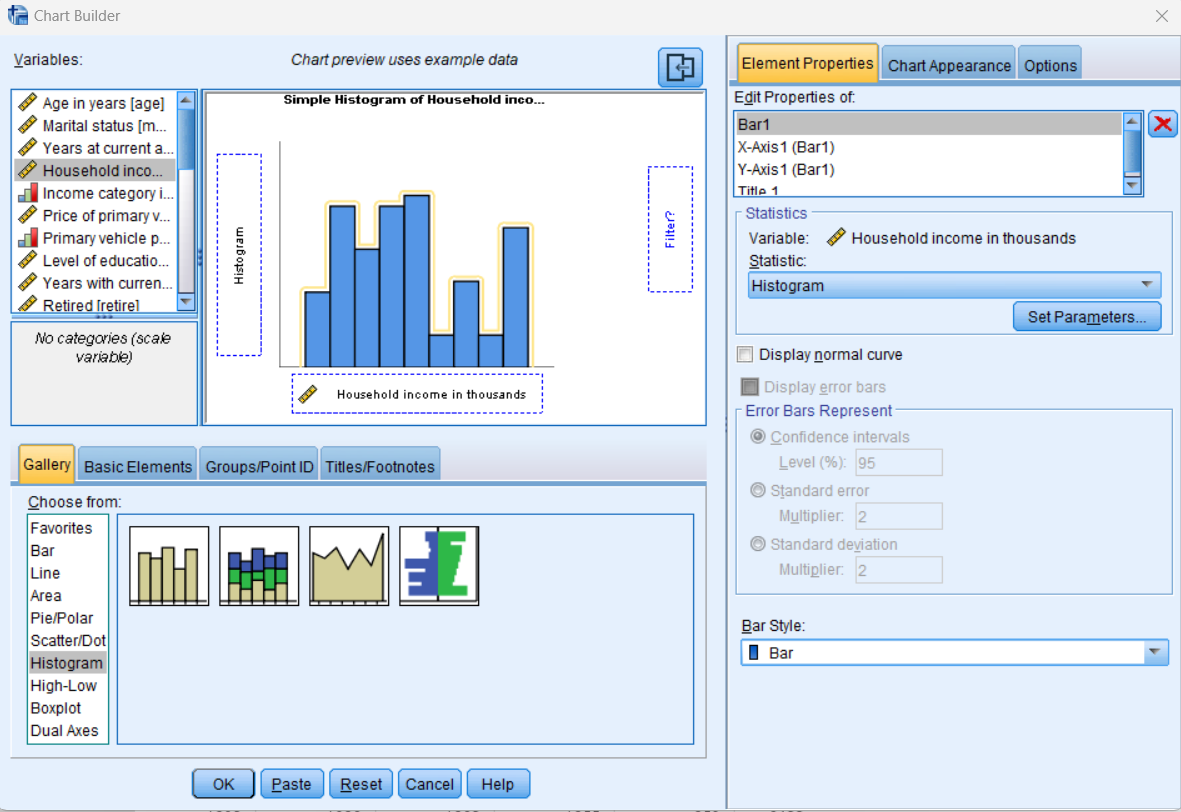 Chart Builder
Variables:
Chart preview uses example data
Age in years [age]
Marital status [m...
Years at current a...
Household inco...
Income category i...
Price of primary v...
Primary vehicle p...
Level of educatio...
Years with curren...
Retired [retire]
No categories (scale
variable)
Simple Histogram of Household inco...
Histogram
Filter?
Household income in thousands
Gallery
Basic Elements
Groups/Point ID
Titles/Footnotes
Choose from:
Favorites
Bar
Line
Area
Pie/Polar
Scatter/Dot
Histogram
High-Low
Boxplot
Dual Axes
OK
Paste
Reset
Cancel
Help
Element Properties
Chart Appearance
Options
Edit Properties of:
Bar1
X-Axis1 (Bar1)
Y-Axis1 (Bar1)
Title 1
Statistics
Variable: Household income in thousands
Statistic:
Histogram
Set Parameters...
Display normal curve
Display error bars
Error Bars Represent
Confidence intervals
Level (%): 95
Standard error
Multiplier: 2
Standard deviation
Multiplier: 2
Bar Style:
Bar